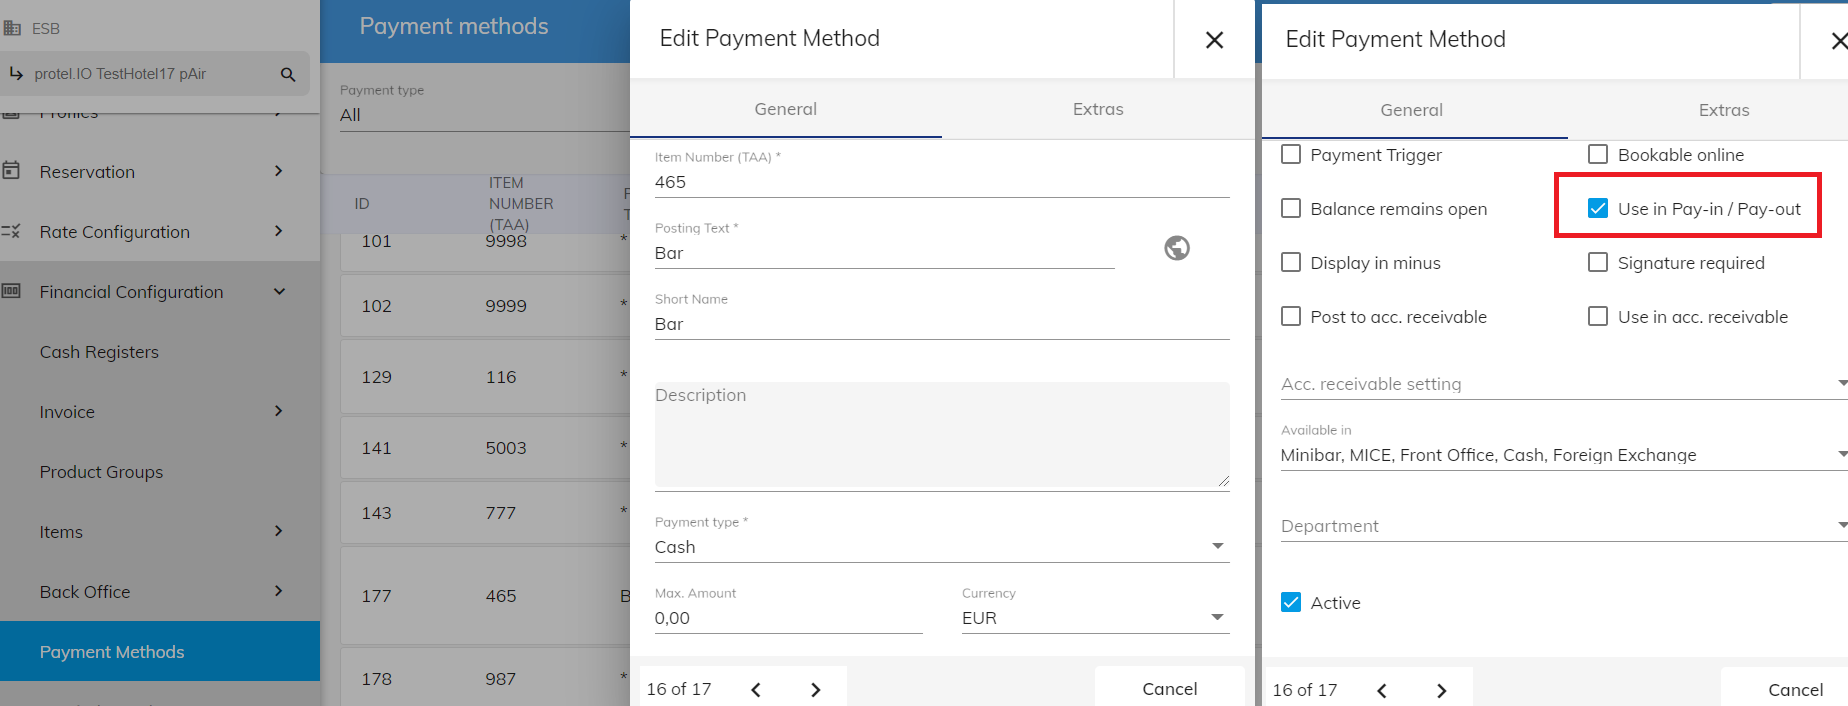 ESB
protel.IO TestHotel17 pAir
Profiles
Reservation
Rate Configuration
Financial Configuration
Cash Registers
Invoice
Product Groups
Items
Back Office
Payment Methods
Payment methods
Payment type
All
ID
ITEM
NUMBER
(TAA)
101 9998
102 9999 *
129 116 *
141 5003 *
143 777 *
177 465 B
178 987 *
Edit Payment Method
General Extras
Item Number (TAA) *
465
Posting Text *
Bar
Short Name
Bar
Description
Payment type *
Cash
Max. Amount Currency
0,00 EUR
16 of 17 Cancel
Edit Payment Method
General Extras
Payment Trigger Bookable online
Balance remains open Use in Pay-in / Pay-out
Display in minus Signature required
Post to acc. receivable Use in acc. receivable
Acc. receivable setting
Available in
Minibar, MICE, Front Office, Cash, Foreign Exchange
Department
Active
16 of 17 Cancel